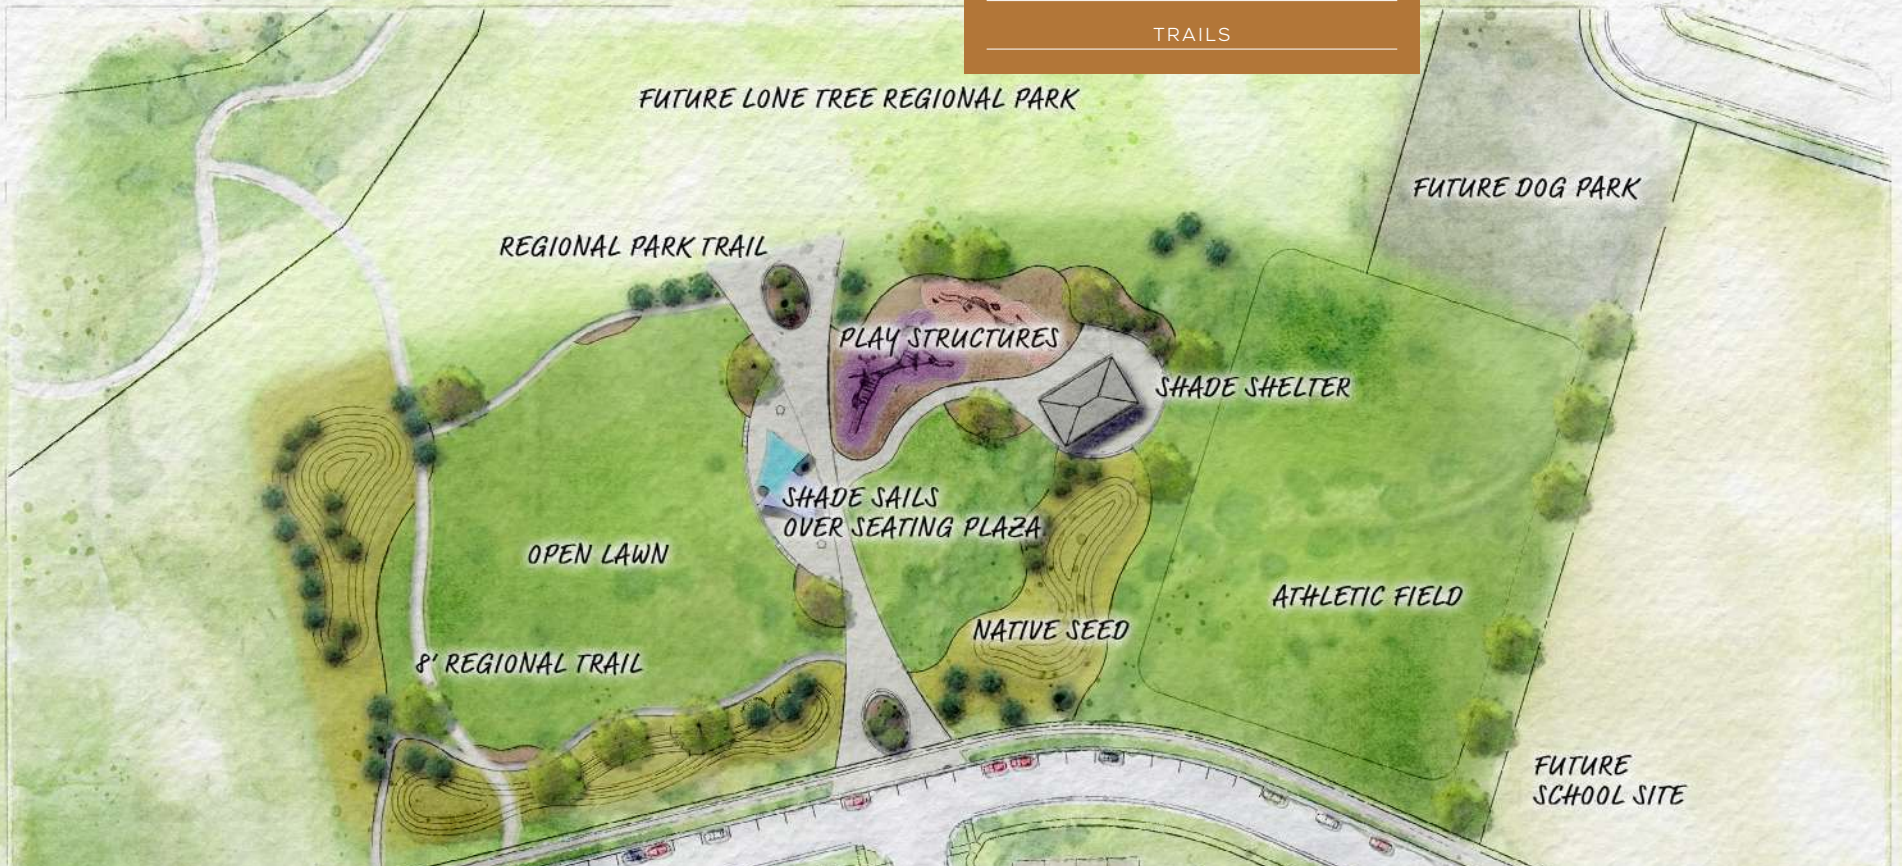 TRAILS
FUTURE LONE TREE REGIONAL PARK
FUTURE DOG PARK
REGIONAL PARK TRAIL
PLAY STRUCTURES
SHADE SHELTER
SHADE SAILS
OVER SEATING PLAZA
OPEN LAWN
ATHLETIC FIELD
NATIVE SEED
8' REGIONAL TRAIL
FUTURE
SCHOOL SITE